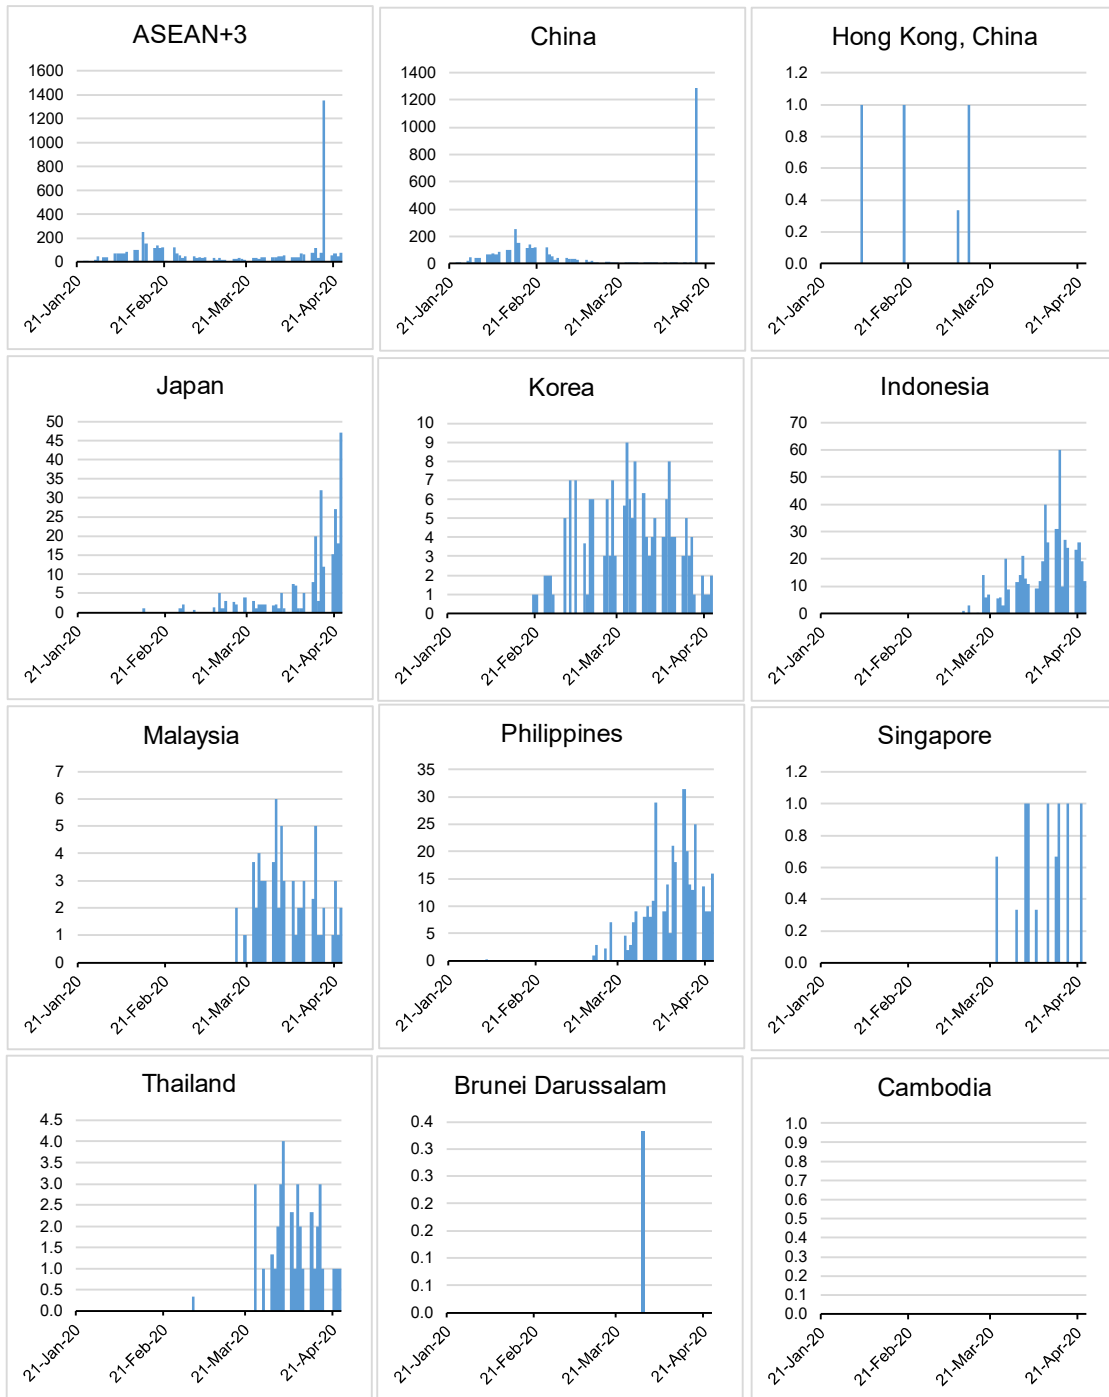 ASEAN+3
1600
1400
1200
1000
800
600
400
200
0
21-Jan-20
21-Feb-20
21-Mar-20
21-Apr-20
China
1400
1200
1000
800
600
400
200
0
21-Jan-20
21-Feb-20
21-Mar-20
21-Apr-20
Hong Kong, China
1.2
1.0
0.8
0.6
0.4
0.2
0.0
21-Jan-20
21-Feb-20
21-Mar-20
21-Apr-20
Japan
50
45
40
35
30
25
20
15
10
5
0
21-Jan-20
21-Feb-20
21-Mar-20
21-Apr-20
Korea
10
9
8
7
6
5
4
3
2
1
0
21-Jan-20
21-Feb-20
21-Mar-20
21-Apr-20
Indonesia
70
60
50
40
30
20
10
0
21-Jan-20
21-Feb-20
21-Mar-20
21-Apr-20
Malaysia
7
6
5
4
3
2
1
0
21-Jan-20
21-Feb-20
21-Mar-20
21-Apr-20
Philippines
35
30
25
20
15
10
5
0
21-Jan-20
21-Feb-20
21-Mar-20
21-Apr-20
Singapore
1.2
1.0
0.8
0.6
0.4
0.2
0.0
21-Jan-20
21-Feb-20
21-Mar-20
21-Apr-20
Thailand
4.5
4.0
3.5
3.0
2.5
2.0
1.5
1.0
0.5
0.0
21-Jan-20
21-Feb-20
21-Mar-20
21-Apr-20
Brunei Darussalam
0.4
0.3
0.3
0.2
0.2
0.1
0.1
0.0
21-Jan-20
21-Feb-20
21-Mar-20
21-Apr-20
Cambodia
1.0
0.9
0.8
0.7
0.6
0.5
0.4
0.3
0.2
0.1
0.0
21-Jan-20
21-Feb-20
21-Mar-20
21-Apr-20